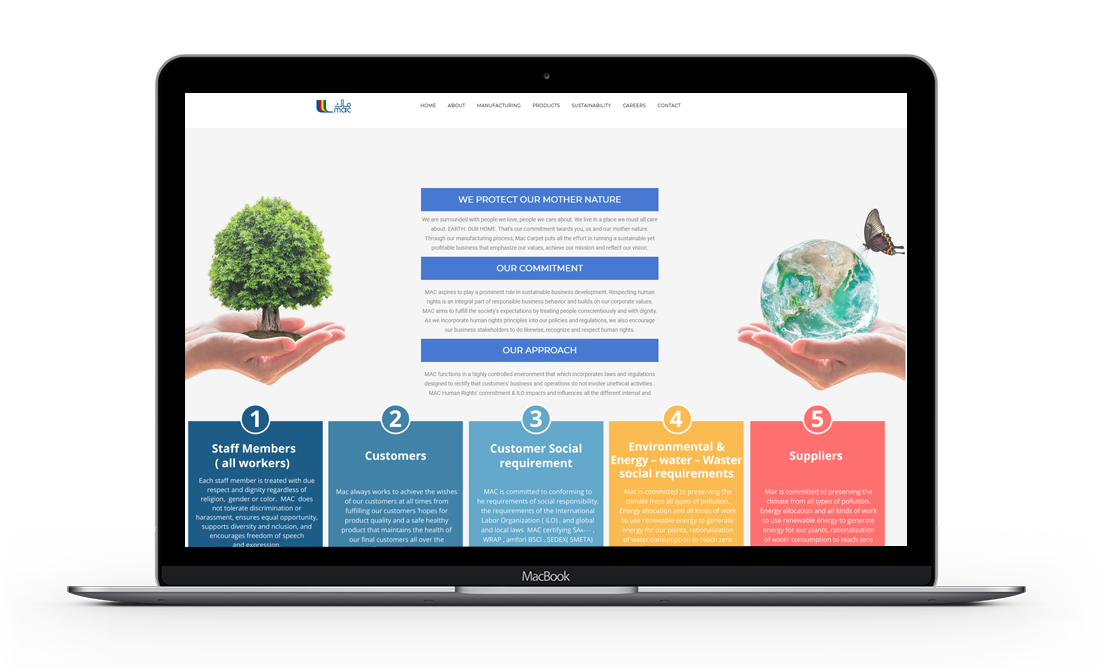 ماك
mac
HOME ABOUT MANUFACTURING PRODUCTS SUSTAINABILITY CAREERS CONTACT
WE PROTECT OUR MOTHER NATURE
We are surrounded with people we love, people we care about. We live in a place we must all care
about. EARTH. OUR HOME. That's our commitment twards you, us and our mother nature.
Through our manufacturing process, Mac Carpet puts all the effort in running a sustainable yet
profitable business that emphasize our values, achieve our mission and reflect our vision.
OUR COMMITMENT
MAC aspires to play a prominent role in sustainable business development. Respecting human
rights is an integral part of responsible business behavior and builds on our corporate values.
MAC aims to fulfill the society's expectations by treating people conscientiously and with dignity.
As we incorporate human rights principles into our policies and regulations, we also encourage
our business stakeholders to do likewise, recognize and respect human rights.
OUR APPROACH
MAC functions in a highly controlled environment that which incorporates laws and regulations
designed to rectify that customers' business and operations do not involve unethical activities .
MAC Human Rights' commitment & ILO impacts and influences all the different internal and
1
Staff Members
( all workers)
Each staff member is treated with due
respect and dignity regardless of
religion, gender or color. MAC does
not tolerate discrimination or
harassment, ensures equal opportunity,
supports diversity and nclusion, and
encourages freedom of speech
and expression.
2
Customers
Mac always works to achieve the wishes
of our customers at all times from
fulfilling our customers 'hopes for
product quality and a safe healthy
product that maintains the health of
our final customers all over the
3
Customer Social
requirement
MAC is committed to conforming to
he requirements of social responsibility,
the requirements of the International
Labor Organization ( ILO) , and global
and local laws. MAC certifying
WRAP , amfori BSCI , SEDEX( SMETA)
4
Environmental &
Energy – water – Waster
social requirements
Mac is committed to preserving the
climate from all types of pollution.
Energy allocation and all kinds of work
to use renewable energy to generate
energy for our plants, rationalization
of water consumption to reach zero
5
Suppliers
Mac is committed to preserving the
climate from all types of pollution.
Energy allocation and all kinds of work
to use renewable energy to generate
energy for our plants, rationalization
of water consumption to reach zero
MacBook